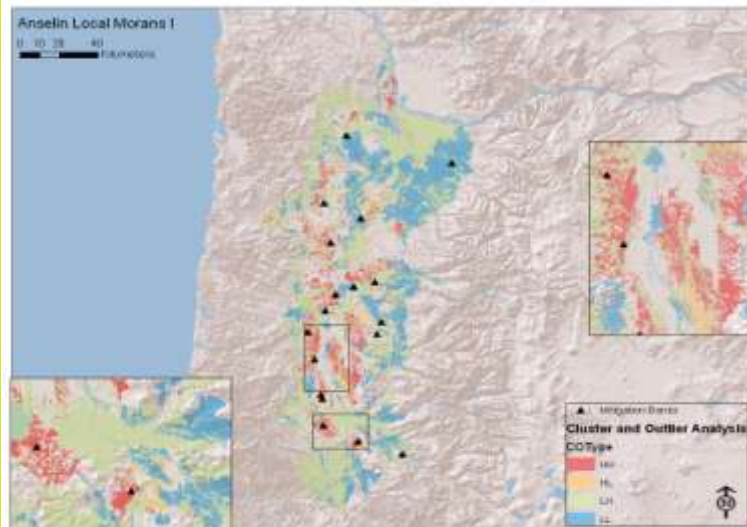 Anselin Local Morans I
0 10 20 40
Kilometers
Mitigation Banks
Cluster and Outlier Analysis
COType
HH
HL
LH
LL